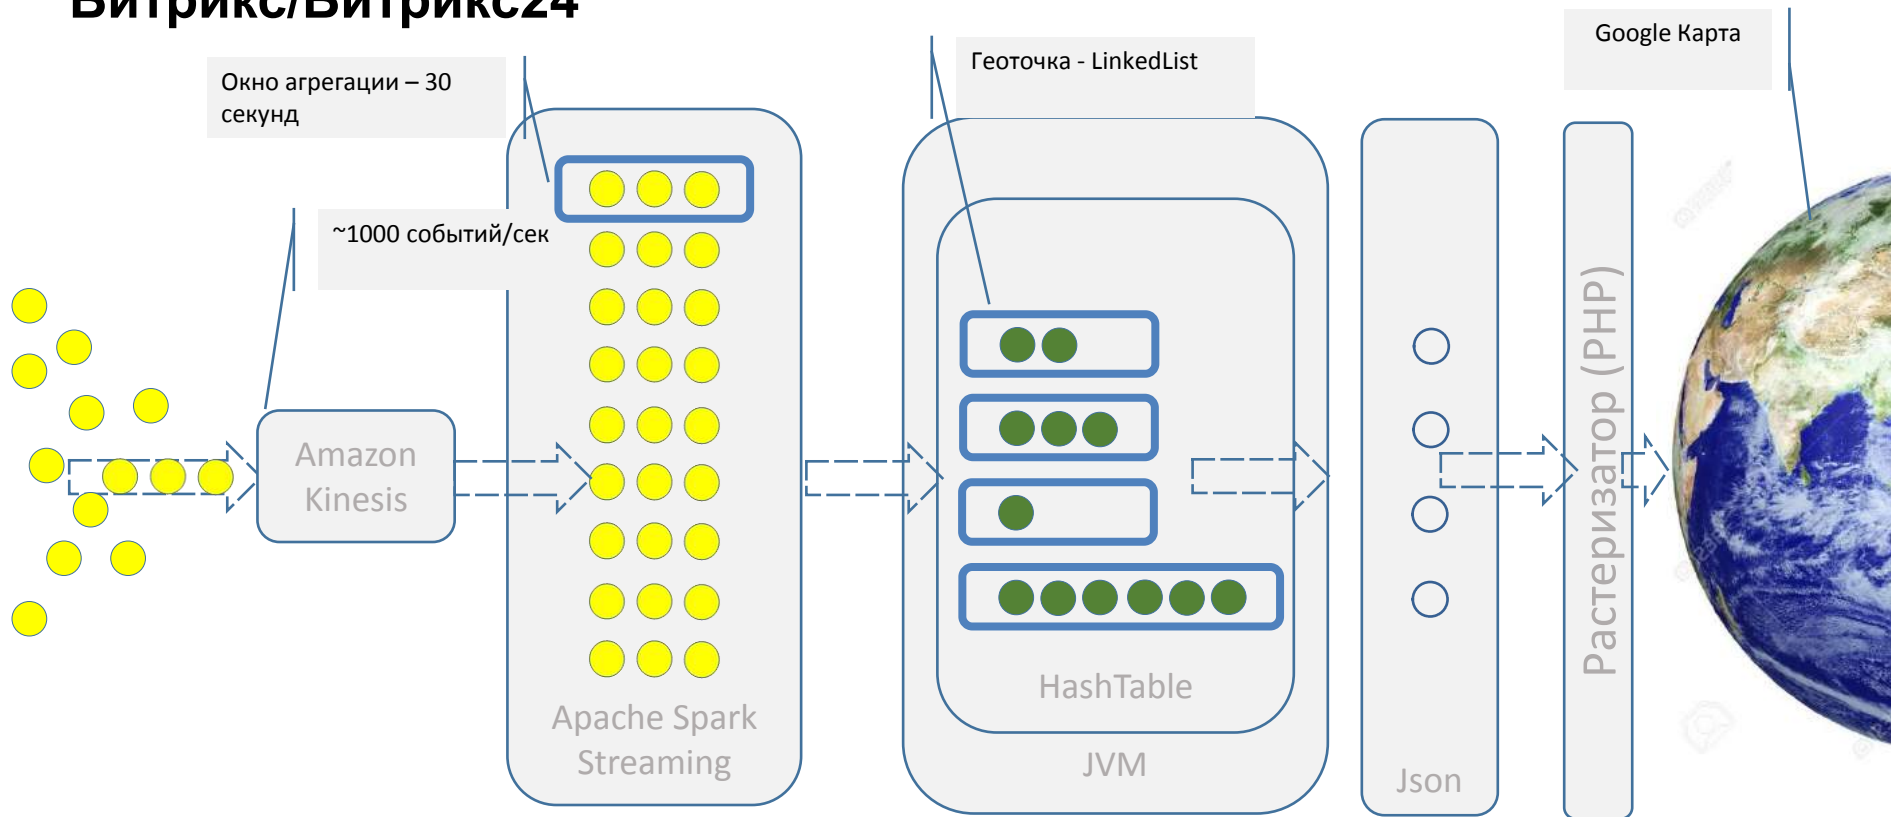 Битрикс/Битрикс24
Окно агрегации – 30
секунд
~1000 событий/сек
Геоточка - LinkedList
Google Карта
Amazon
Kinesis
Apache Spark
Streaming
HashTable
JVM
Json
Растеризатор (PHP)